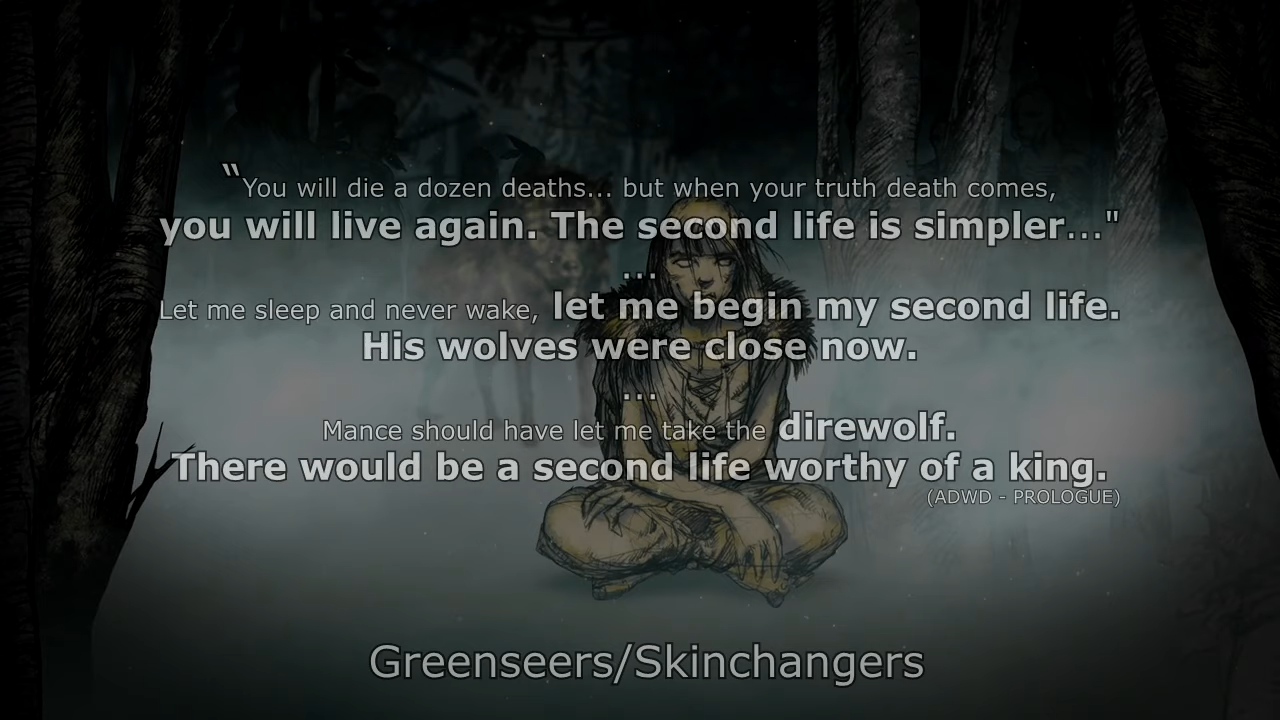 “You will die a dozen deaths... but when your truth death comes,
you will live again. The second life is simpler..."
...
Let me sleep and never wake, let me begin my second life.
His wolves were close now.
...
Mance should have let me take the direwolf.
There would be a second life worthy of a king.
(ADWD - PROLOGUE)
Greenseers/Skinchangers